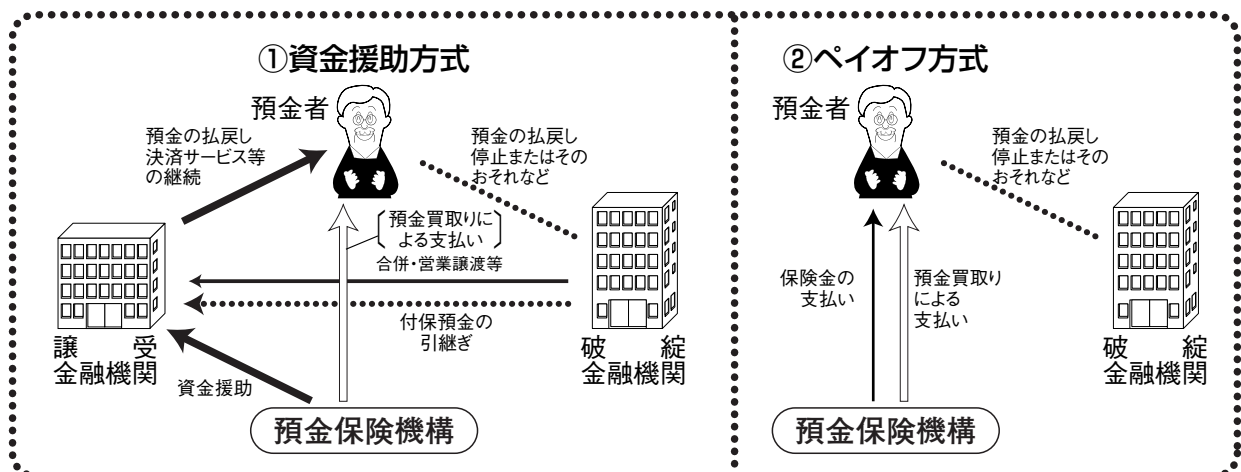 ①資金援助方式
預金者
預金の払戻し
決済サービス等
の継続
預金の払戻し
停止またはその
おそれなど
預金買取りに
よる支払い
合併・営業譲渡等
付保預金の
引継ぎ
譲受
金融機関
破綻
金融機関
資金援助
預金保険機構
②ペイオフ方式
預金者
預金の払戻し
停止またはその
おそれなど
保険金の
支払い
預金買取り
による
支払い
破綻
金融機関
預金保険機構